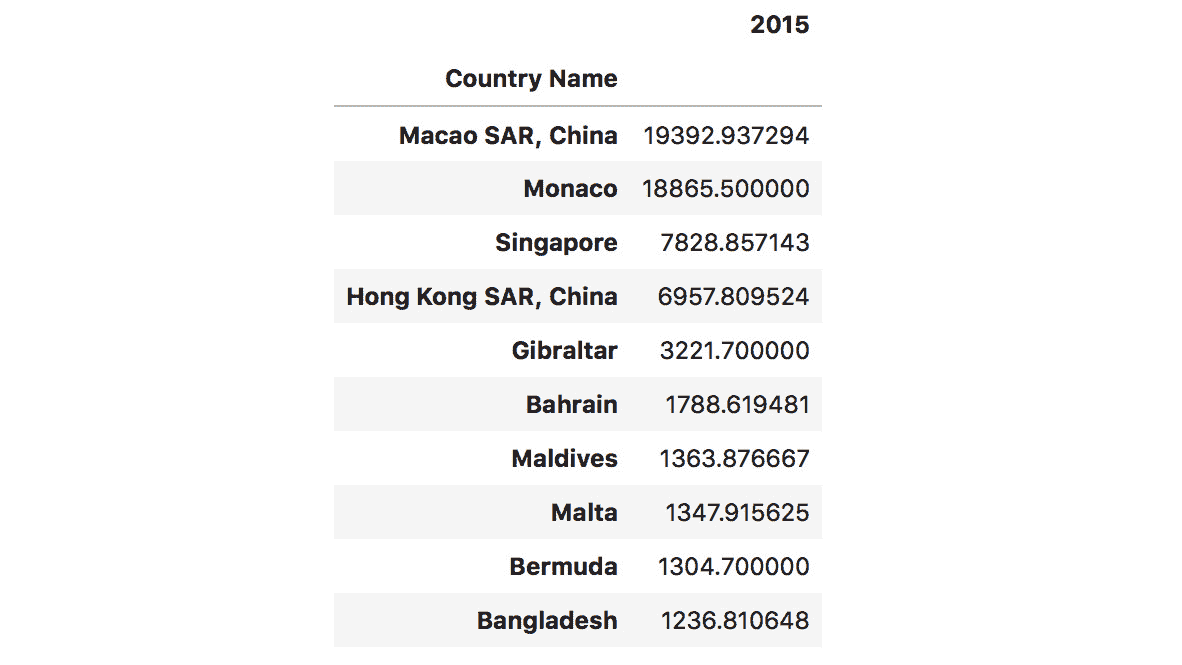 2015
Country Name
Macao SAR, China 19392.937294
Monaco 18865.500000
Singapore 7828.857143
Hong Kong SAR, China 6957.809524
Gibraltar 3221.700000
Bahrain 1788.619481
Maldives 1363.876667
Malta 1347.915625
Bermuda 1304.700000
Bangladesh 1236.810648